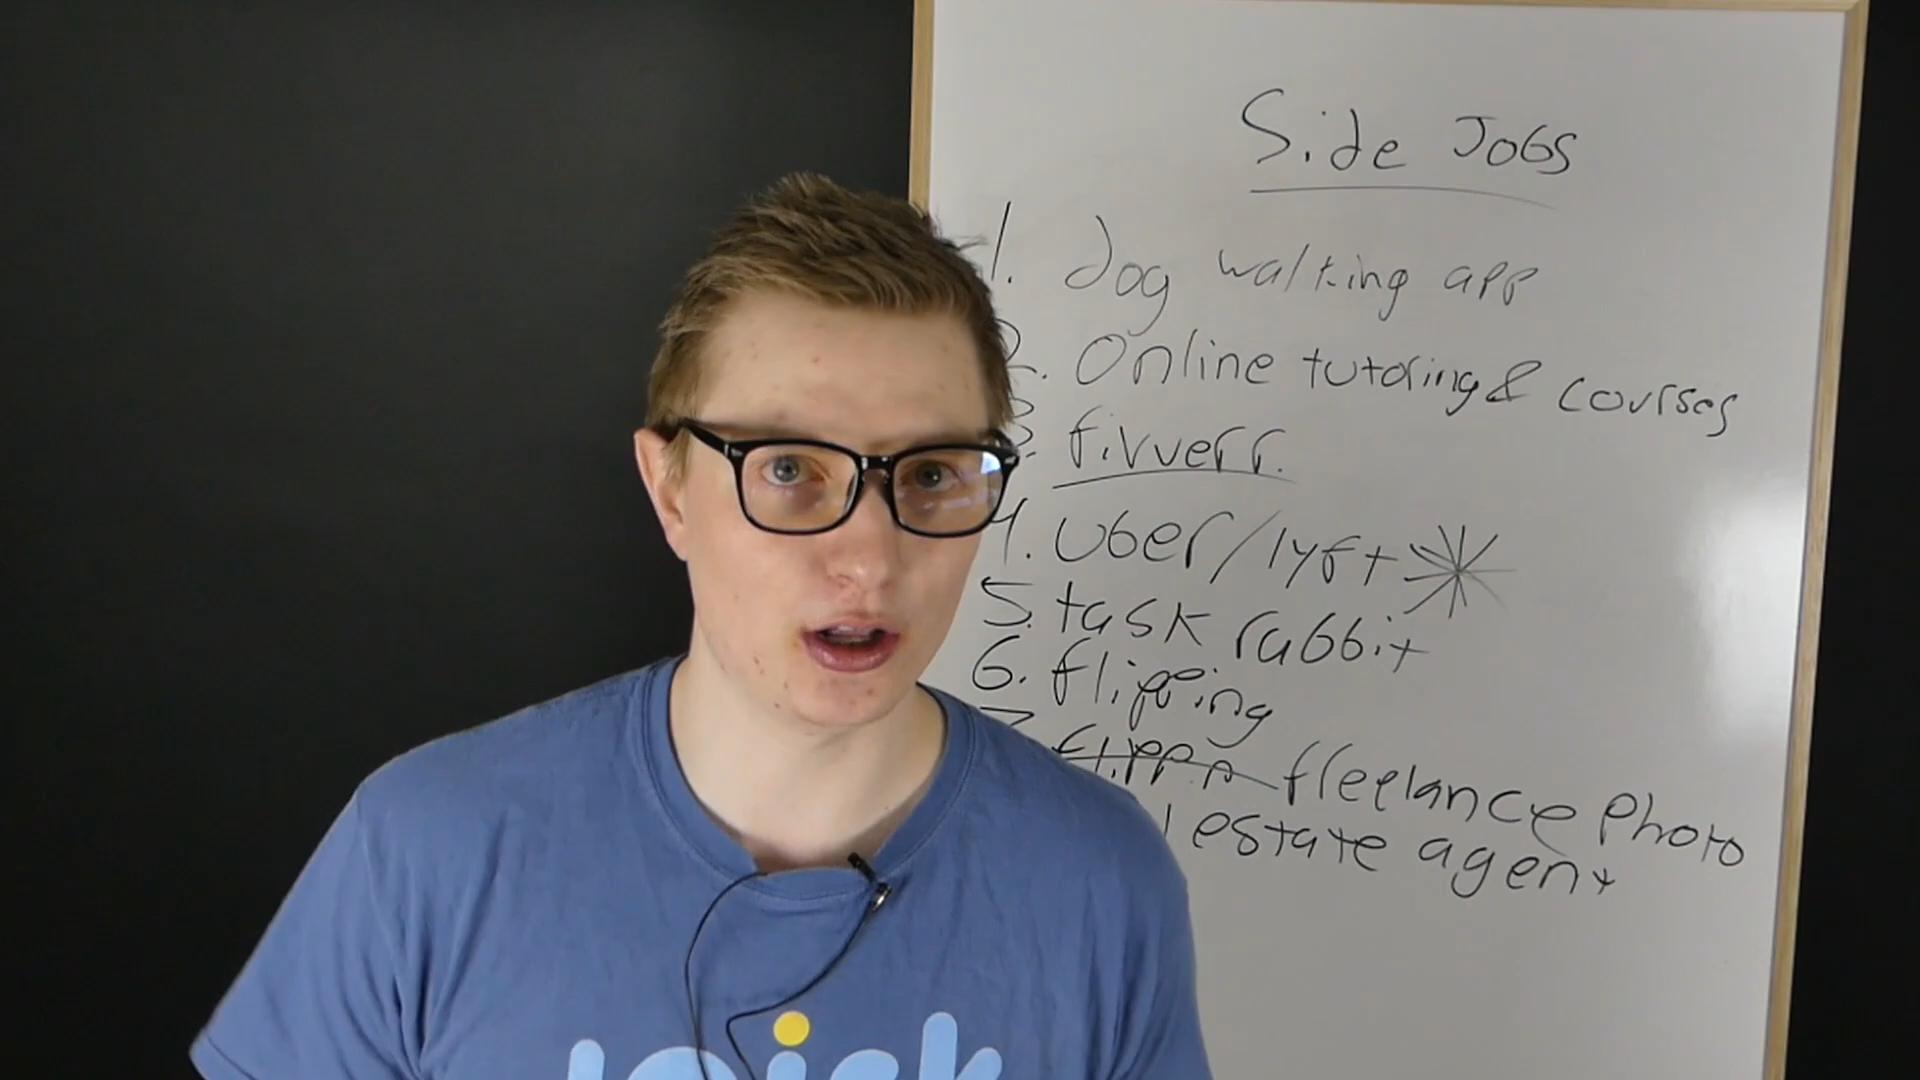 Side JOBS
1. dog walking app
2. Online tutoring & courses
3. fivverr.
4. Uber/lyft
5. task rabbit
6. flipping
7. flipp freelance photo
estate agent